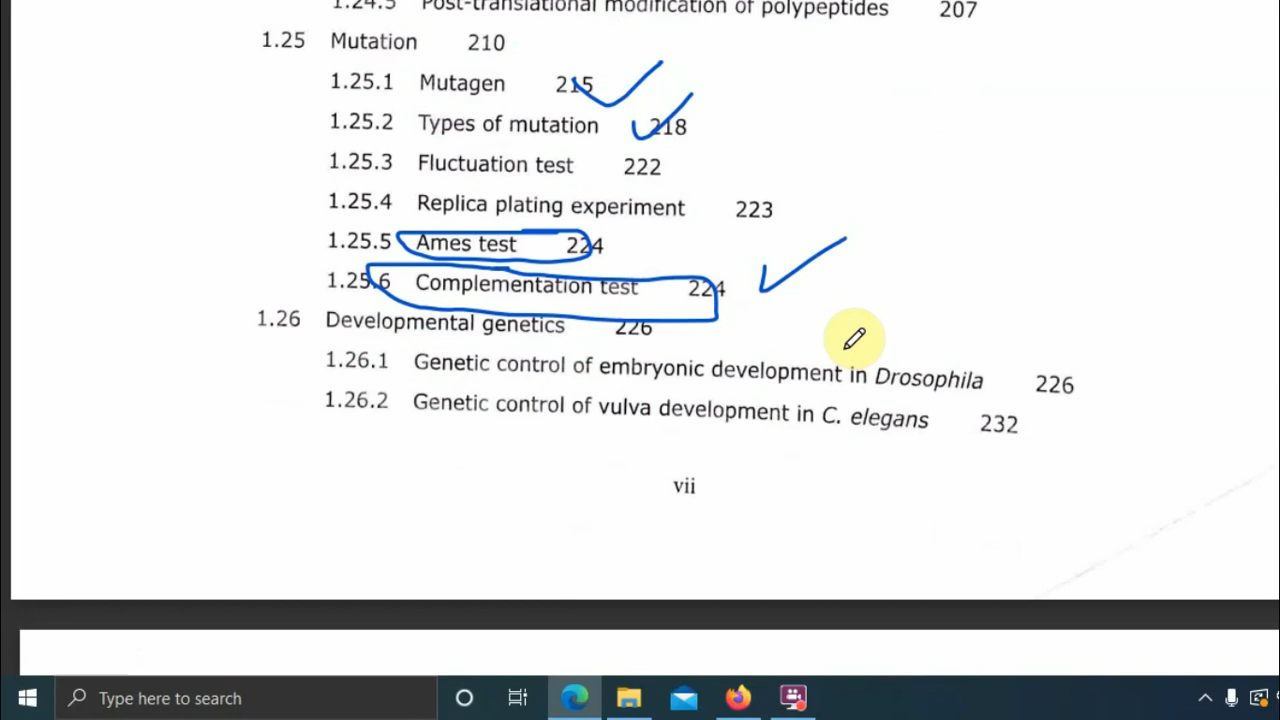 1.24.5 Post-translational modification of polypeptides 207
1.25 Mutation 210
1.25.1 Mutagen 215
1.25.2 Types of mutation 218
1.25.3 Fluctuation test 222
1.25.4 Replica plating experiment 223
1.25.5 Ames test 224
1.25.6 Complementation test 224
1.26 Developmental genetics 226
1.26.1 Genetic control of embryonic development in Drosophila 226
1.26.2 Genetic control of vulva development in C. elegans 232
vii
Type here to search